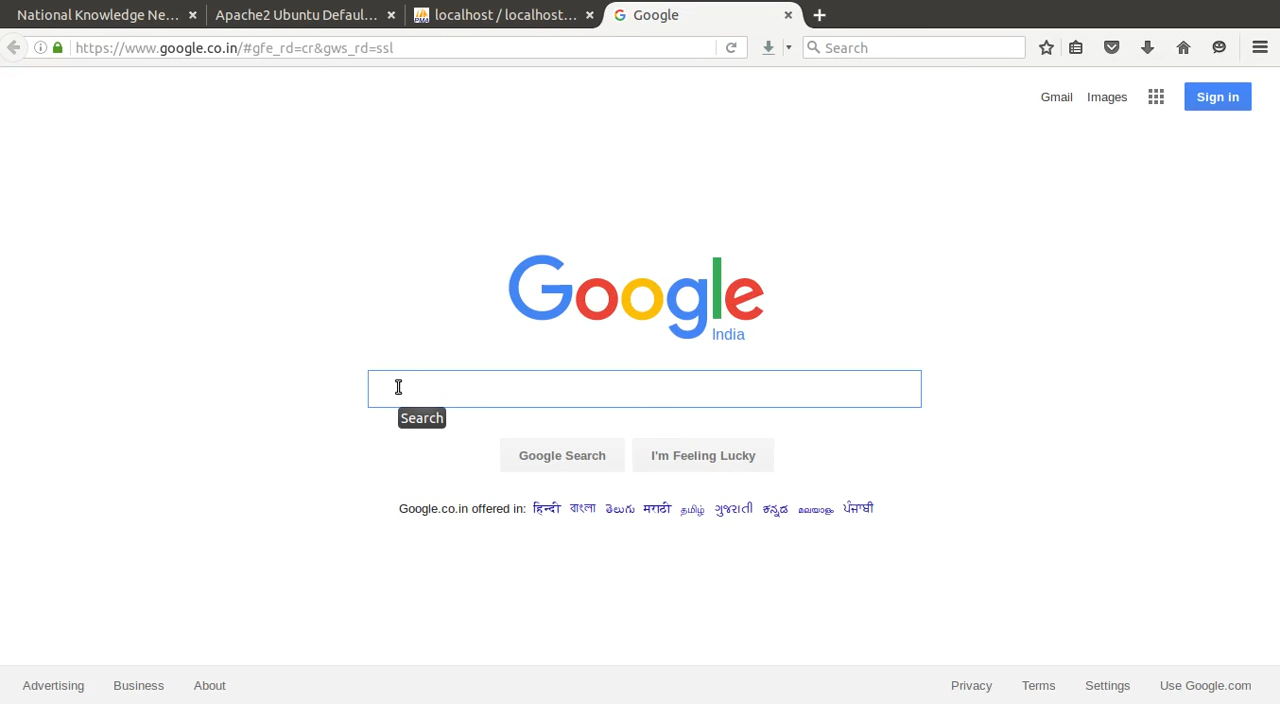 National Knowledge Ne...
Apache2 Ubuntu Defaul...
localhost / localhost...
Google
https://www.google.co.in/#gfe_rd=cr&gws_rd=ssl
Search
Gmail Images Sign in
Google
India
Search
Google Search I'm Feeling Lucky
Google.co.in offered in: हिन्दी বাংলা తెలుగు मराठी தமிழ் ગુજરાતી ಕನ್ನಡ മലയാളം ਪੰਜਾਬੀ
Advertising Business About Privacy Terms Settings Use Google.com